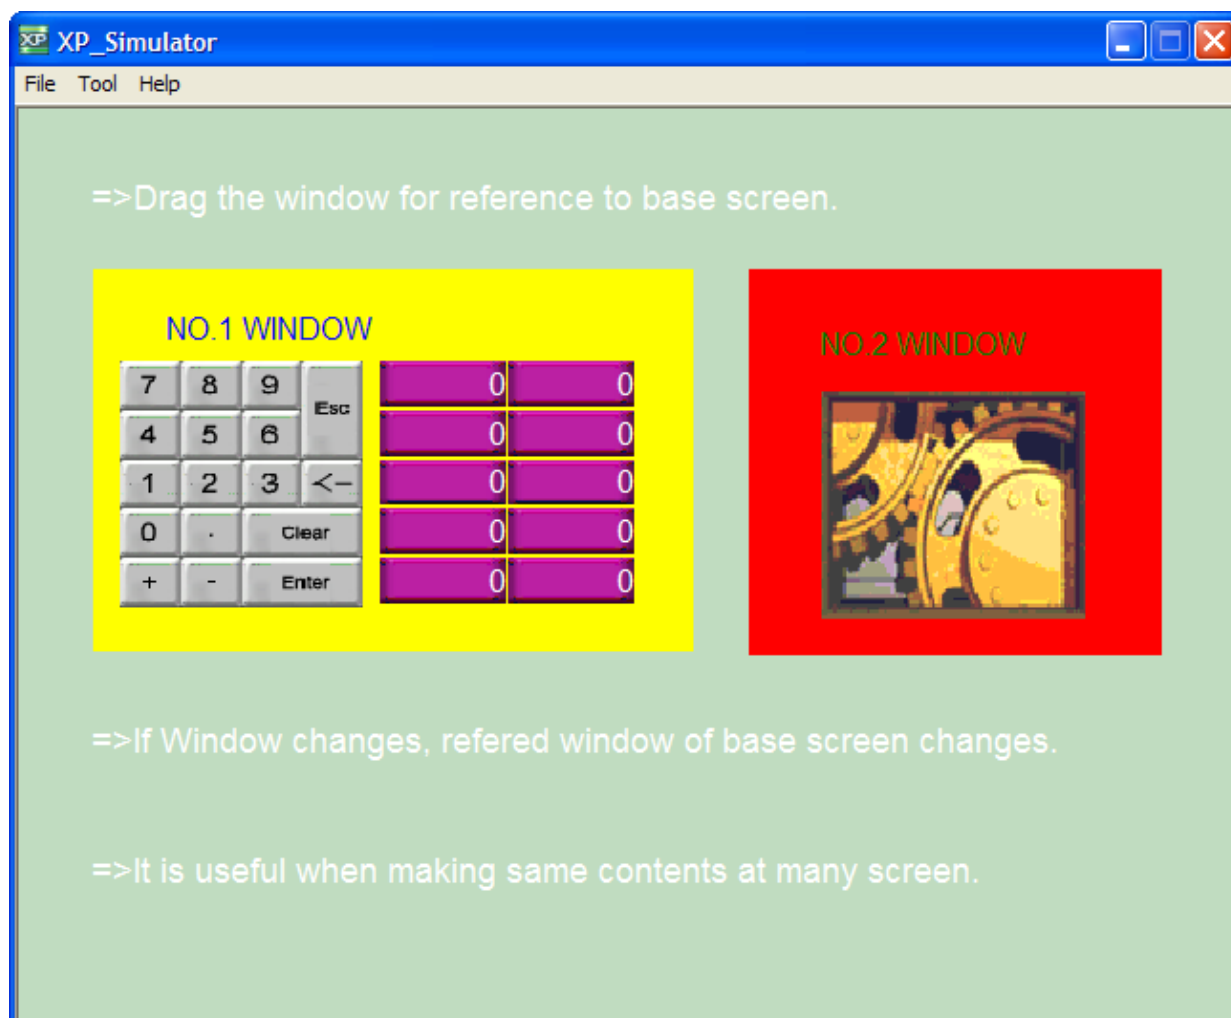 XP XP_Simulator
File Tool Help
=>Drag the window for reference to base screen.
NO.1 WINDOW
NO.2 WINDOW
7 8 9 Esc 0 0
4 5 6 0 0
1 2 3 <- 0 0
0 . Clear 0 0
+ - Enter 0 0
=>If Window changes, refered window of base screen changes.
=>It is useful when making same contents at many screen.